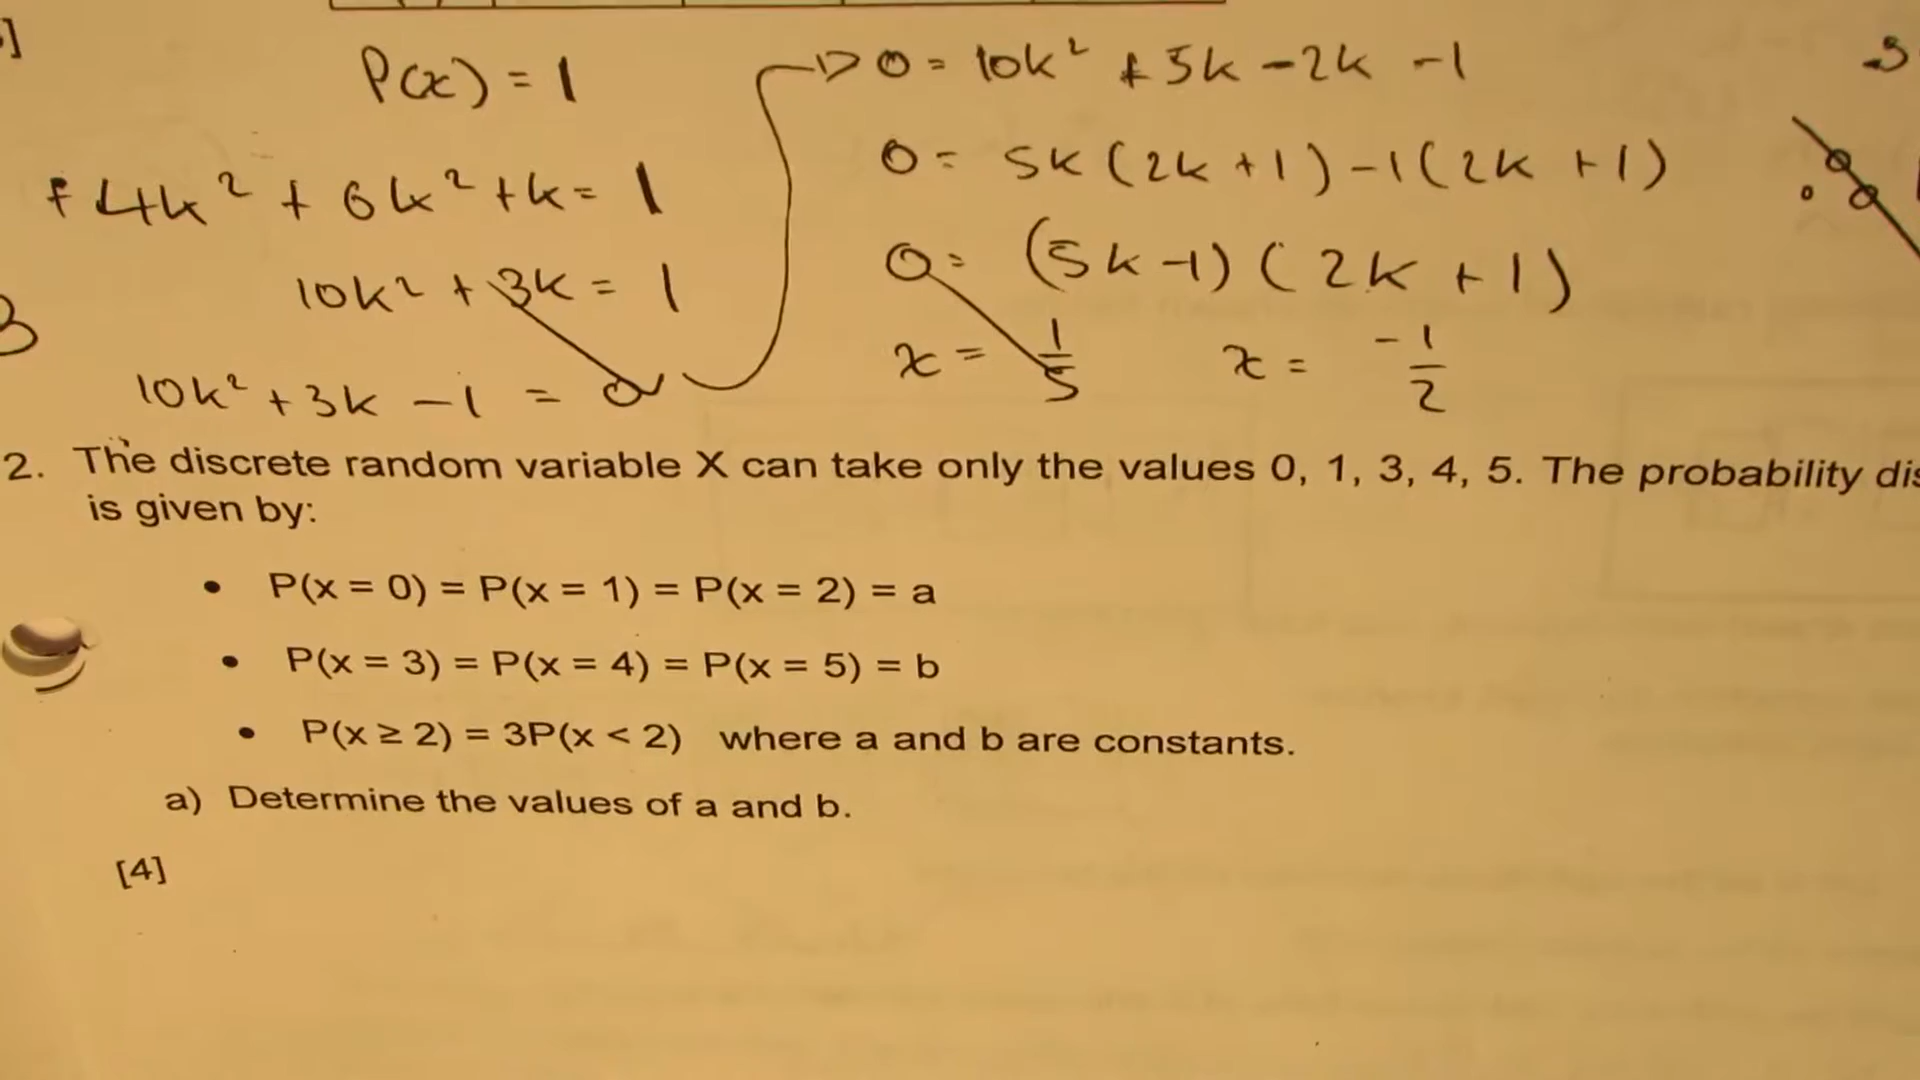 P(x) = 1
+ 4k² + 6k² + k = 1
10k² + 3k = 1
10k² + 3k - 1 = 0
0 = 10k² + 5k - 2k - 1
0 = 5k (2k + 1) - 1 (2k + 1)
0 = (5k - 1) (2k + 1)
x = 1/5 x = -1/2
2. The discrete random variable X can take only the values 0, 1, 3, 4, 5. The probability
is given by:
• P(x = 0) = P(x = 1) = P(x = 2) = a
• P(x = 3) = P(x = 4) = P(x = 5) = b
• P(x ≥ 2) = 3P(x < 2) where a and b are constants.
a) Determine the values of a and b.
[4]